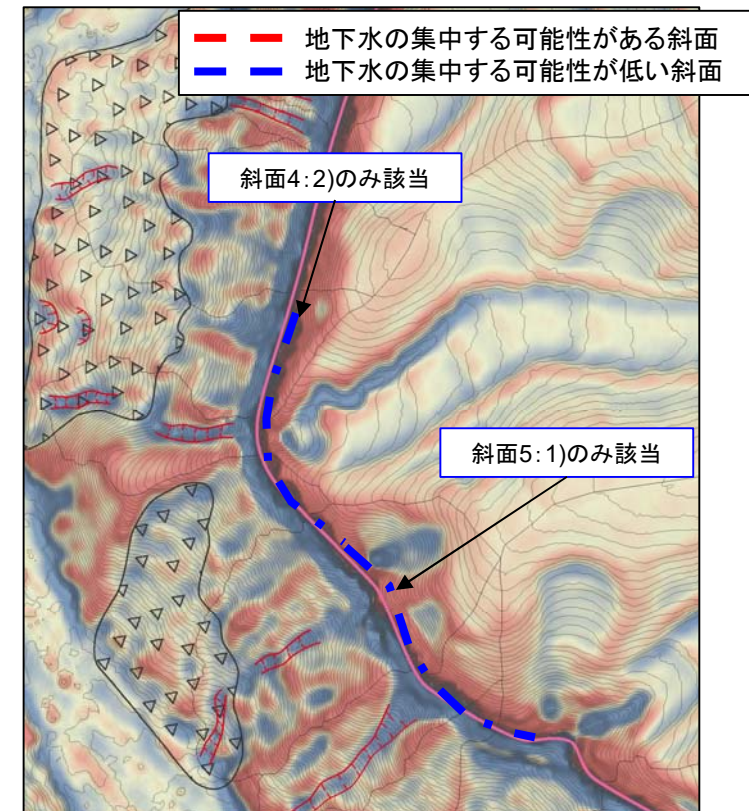 地下水の集中する可能性がある斜面
地下水の集中する可能性が低い斜面
斜面4：2)のみ該当
斜面5：1)のみ該当